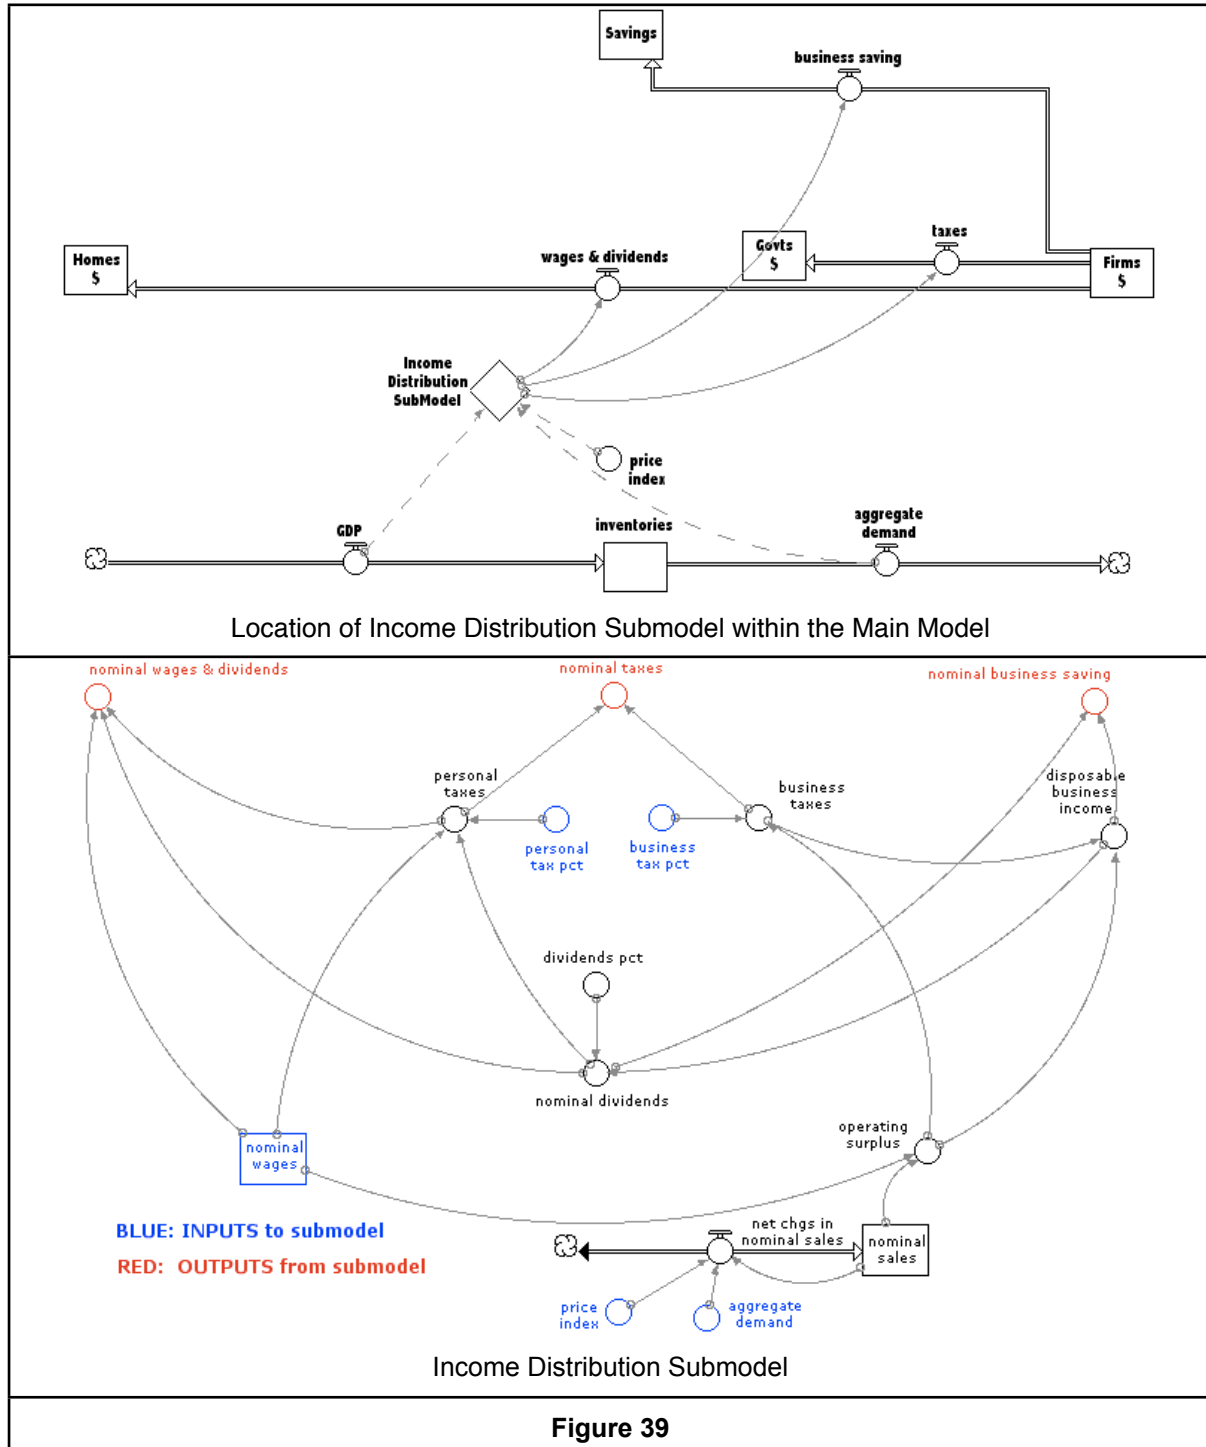 Savings
business saving
taxes
Homes
$
wages & dividends
Govts
$
Firms
$
Income
Distribution
SubModel
price
index
GDP
inventories
aggregate
demand
Location of Income Distribution Submodel within the Main Model
nominal wages & dividends
nominal taxes
nominal business saving
personal
taxes
business
taxes
disposable
business
income
personal
tax pct
business
tax pct
dividends pct
nominal dividends
operating
surplus
nominal
wages
BLUE: INPUTS to submodel
RED: OUTPUTS from submodel
net chgs in
nominal sales
nominal
sales
price
index
aggregate
demand
Income Distribution Submodel
Figure 39